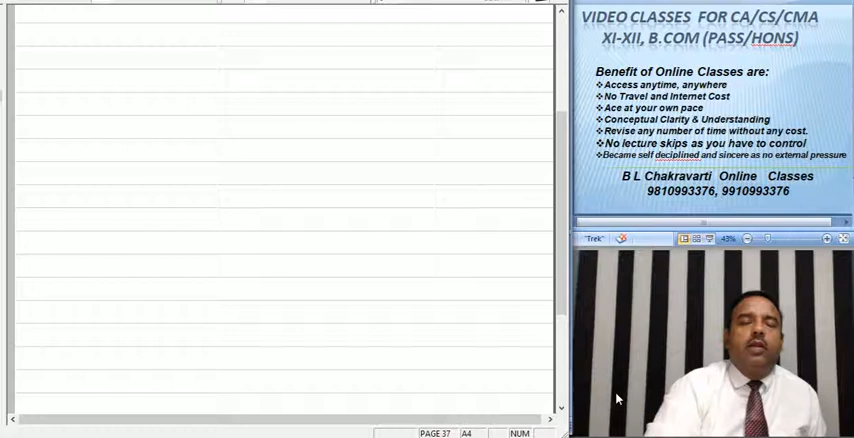 VIDEO CLASSES FOR CA/CS/CMA
XI-XII, B.COM (PASS/HONS)
Benefit of Online Classes are:
❖Access anytime, anywhere
❖No Travel and Internet Cost
❖Ace at your own pace
❖Conceptual Clarity & Understanding
❖Revise any number of time without any cost.
❖No lecture skips as you have to control
❖Became self deciplined and sincere as no external pressure
B L Chakravarti Online Classes
9810993376, 9910993376
"Trek"
43%
PAGE 37 A4 NUM